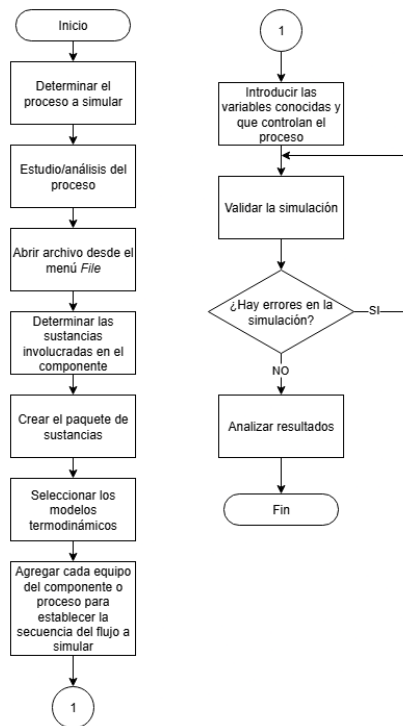 Inicio
Determinar el
proceso a simular
Estudio/análisis del
proceso
Abrir archivo desde el
menú File
Determinar las
sustancias
involucradas en el
componente
Crear el paquete de
sustancias
Seleccionar los
modelos
termodinámicos
Agregar cada equipo
del componente o
proceso para
establecer la
secuencia del flujo a
simular
1
1
Introducir las
variables conocidas y
que controlan el
proceso
Validar la simulación
¿Hay errores en la
simulación?
SI
NO
Analizar resultados
Fin